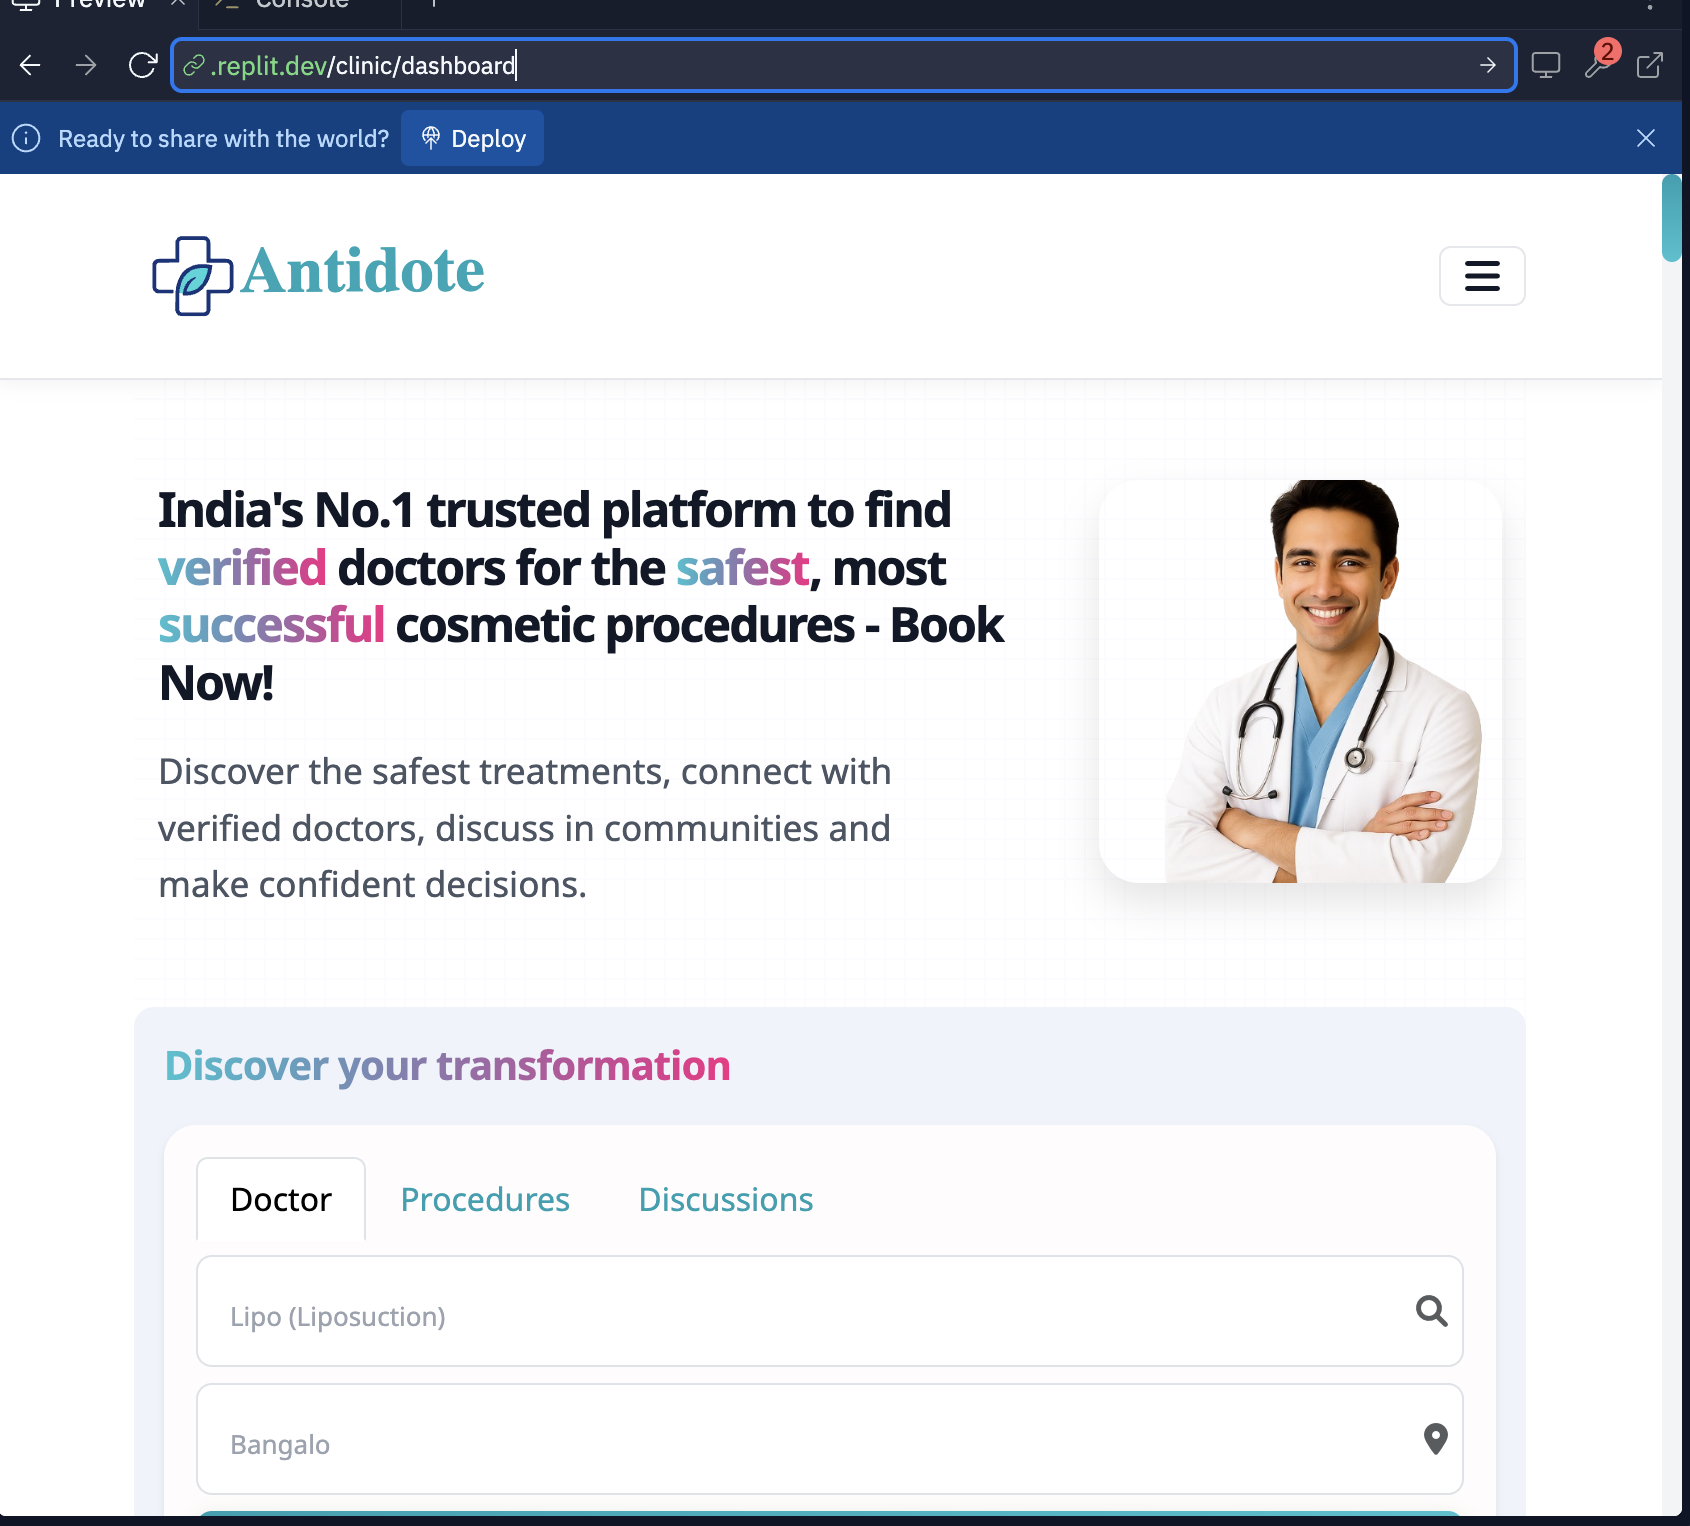 Preview
Console
.replit.dev/clinic/dashboard
2
Ready to share with the world?
Deploy
Antidote
India's No.1 trusted platform to find
verified doctors for the safest, most
successful cosmetic procedures - Book
Now!
Discover the safest treatments, connect with
verified doctors, discuss in communities and
make confident decisions.
Discover your transformation
Doctor
Procedures
Discussions
Lipo (Liposuction)
Bangalo